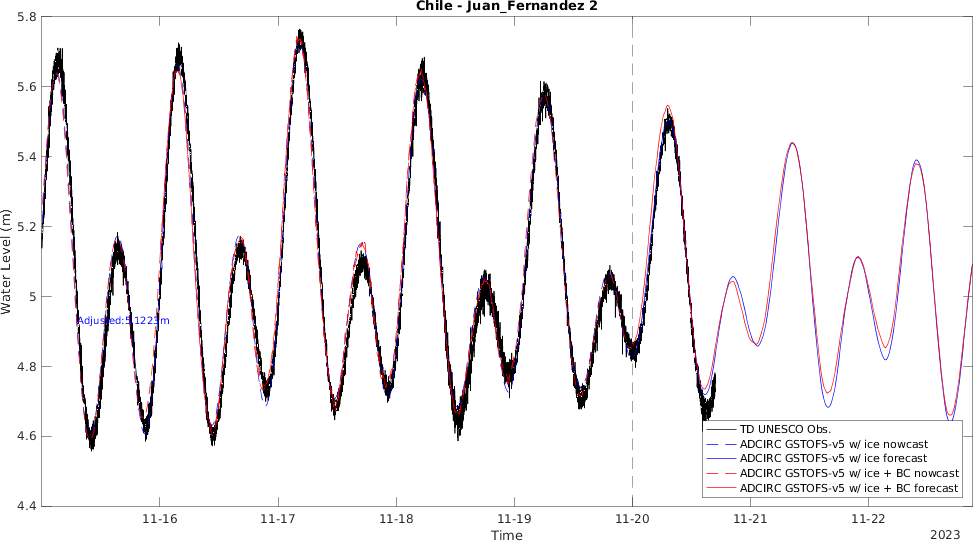 Chile - Juan_Fernandez 2
5.8
5.6
5.4
5.2
5
4.8
4.6
4.4
Water Level (m)
Adjusted:5.1223m
11-16
11-17
11-18
11-19
11-20
11-21
11-22
Time
2023
TD UNESCO Obs.
ADCIRC GSTOFS-v5 w/ ice nowcast
ADCIRC GSTOFS-v5 w/ ice forecast
ADCIRC GSTOFS-v5 w/ ice + BC nowcast
ADCIRC GSTOFS-v5 w/ ice + BC forecast